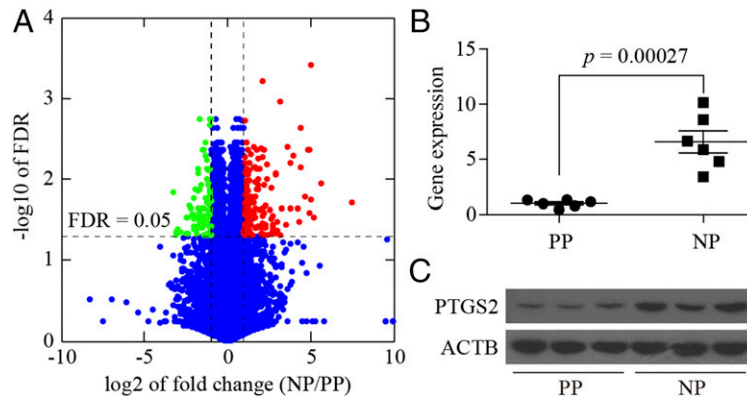 A
4
3
2
1
0
-log10 of FDR
FDR = 0.05
-10
-5
0
5
10
log2 of fold change (NP/PP)
B
15
10
5
0
Gene expression
p = 0.00027
PP
NP
C
PTGS2
ACTB
PP
NP